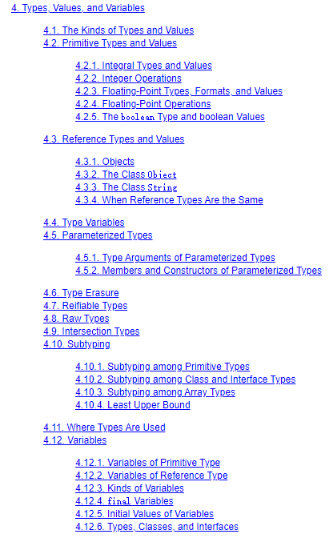 4. Types, Values, and Variables
4.1. The Kinds of Types and Values
4.2. Primitive Types and Values
4.2.1. Integral Types and Values
4.2.2. Integer Operations
4.2.3. Floating-Point Types, Formats, and Values
4.2.4. Floating-Point Operations
4.2.5. The boolean Type and boolean Values
4.3. Reference Types and Values
4.3.1. Objects
4.3.2. The Class Object
4.3.3. The Class String
4.3.4. When Reference Types Are the Same
4.4. Type Variables
4.5. Parameterized Types
4.5.1. Type Arguments of Parameterized Types
4.5.2. Members and Constructors of Parameterized Types
4.6. Type Erasure
4.7. Reifiable Types
4.8. Raw Types
4.9. Intersection Types
4.10. Subtyping
4.10.1. Subtyping among Primitive Types
4.10.2. Subtyping among Class and Interface Types
4.10.3. Subtyping among Array Types
4.10.4. Least Upper Bound
4.11. Where Types Are Used
4.12. Variables
4.12.1. Variables of Primitive Type
4.12.2. Variables of Reference Type
4.12.3. Kinds of Variables
4.12.4. final Variables
4.12.5. Initial Values of Variables
4.12.6. Types, Classes, and Interfaces